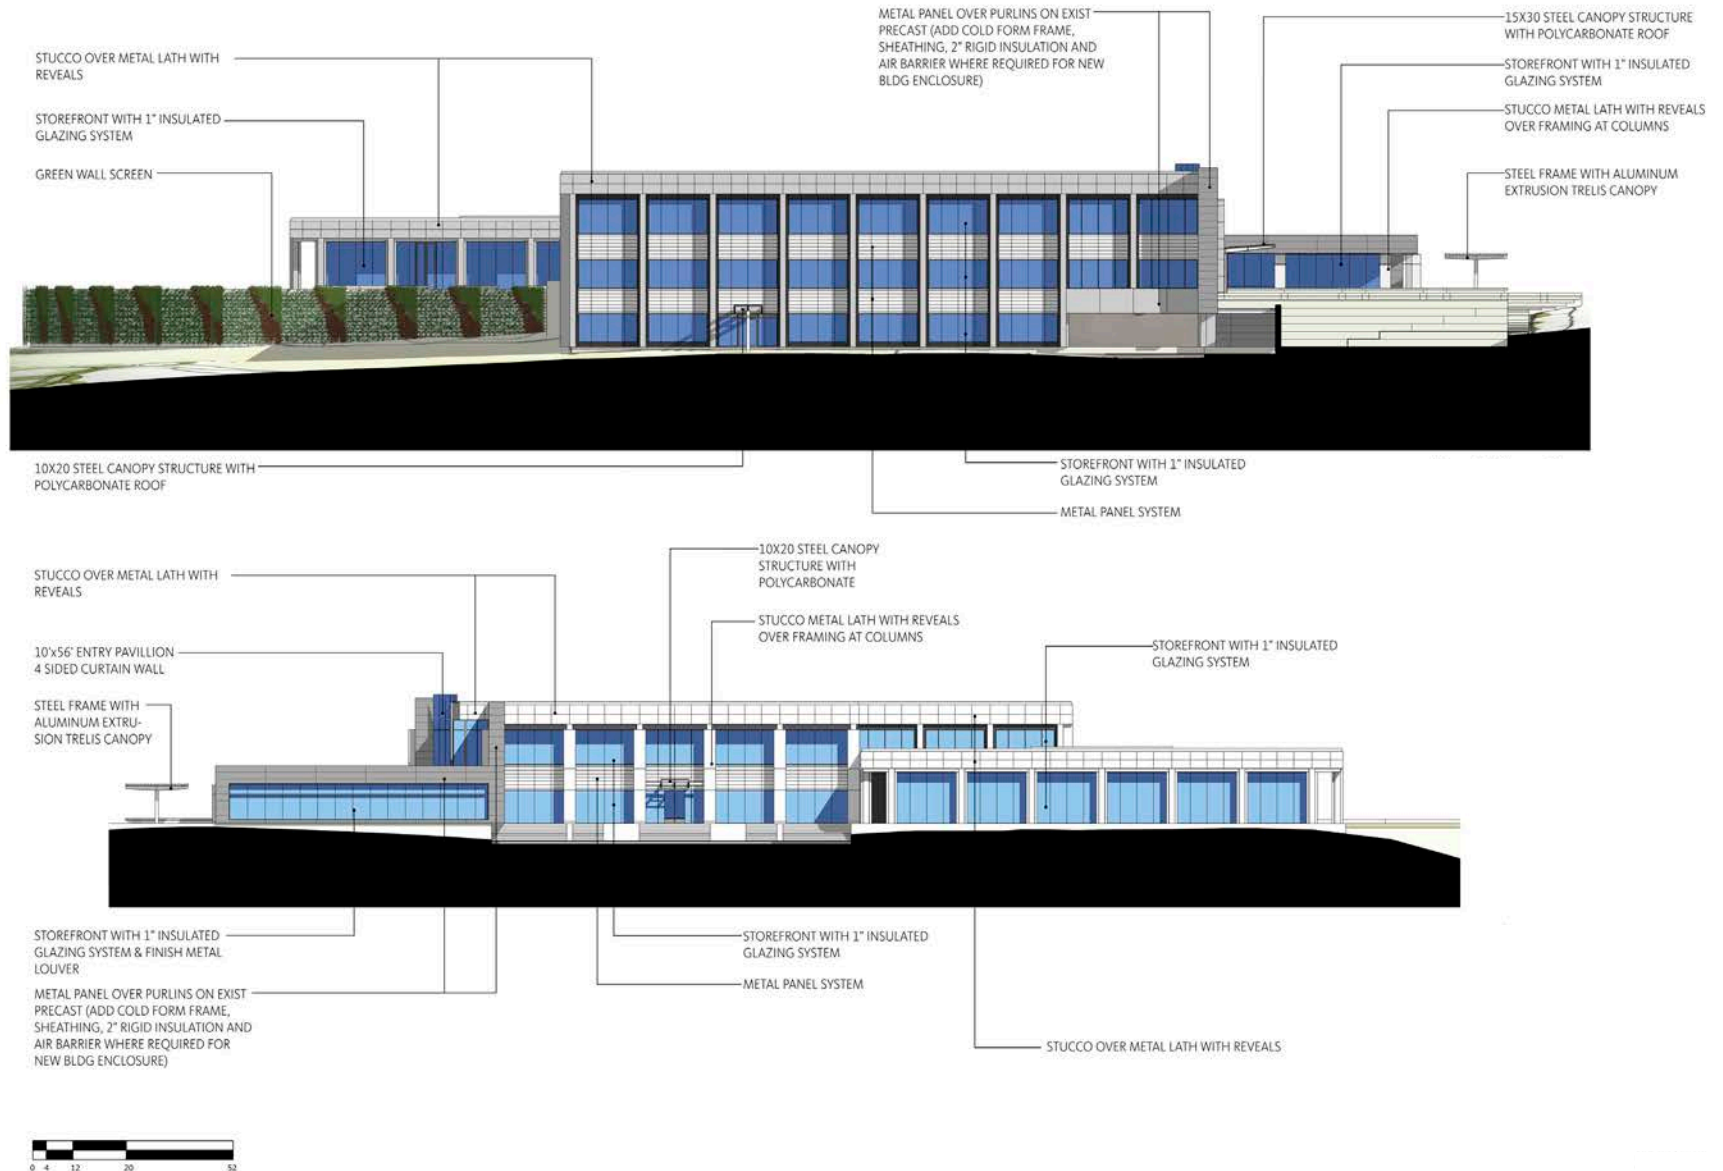 STUCCO OVER METAL LATH WITH
REVEALS
STOREFRONT WITH 1" INSULATED
GLAZING SYSTEM
GREEN WALL SCREEN
METAL PANEL OVER PURLINS ON EXIST
PRECAST (ADD COLD FORM FRAME,
SHEATHING, 2" RIGID INSULATION AND
AIR BARRIER WHERE REQUIRED FOR NEW
BLDG ENCLOSURE)
15X30 STEEL CANOPY STRUCTURE
WITH POLYCARBONATE ROOF
STOREFRONT WITH 1" INSULATED
GLAZING SYSTEM
STUCCO METAL LATH WITH REVEALS
OVER FRAMING AT COLUMNS
STEEL FRAME WITH ALUMINUM
EXTRUSION TRELIS CANOPY
10X20 STEEL CANOPY STRUCTURE WITH
POLYCARBONATE ROOF
STOREFRONT WITH 1" INSULATED
GLAZING SYSTEM
METAL PANEL SYSTEM
STUCCO OVER METAL LATH WITH
REVEALS
10'x56' ENTRY PAVILLION
4 SIDED CURTAIN WALL
STEEL FRAME WITH
ALUMINUM EXTRU-
SION TRELIS CANOPY
10X20 STEEL CANOPY
STRUCTURE WITH
POLYCARBONATE
STUCCO METAL LATH WITH REVEALS
OVER FRAMING AT COLUMNS
STOREFRONT WITH 1" INSULATED
GLAZING SYSTEM
STOREFRONT WITH 1" INSULATED
GLAZING SYSTEM & FINISH METAL
LOUVER
METAL PANEL OVER PURLINS ON EXIST
PRECAST (ADD COLD FORM FRAME,
SHEATHING, 2" RIGID INSULATION AND
AIR BARRIER WHERE REQUIRED FOR
NEW BLDG ENCLOSURE)
STOREFRONT WITH 1" INSULATED
GLAZING SYSTEM
METAL PANEL SYSTEM
STUCCO OVER METAL LATH WITH REVEALS
0 4 12 20 52